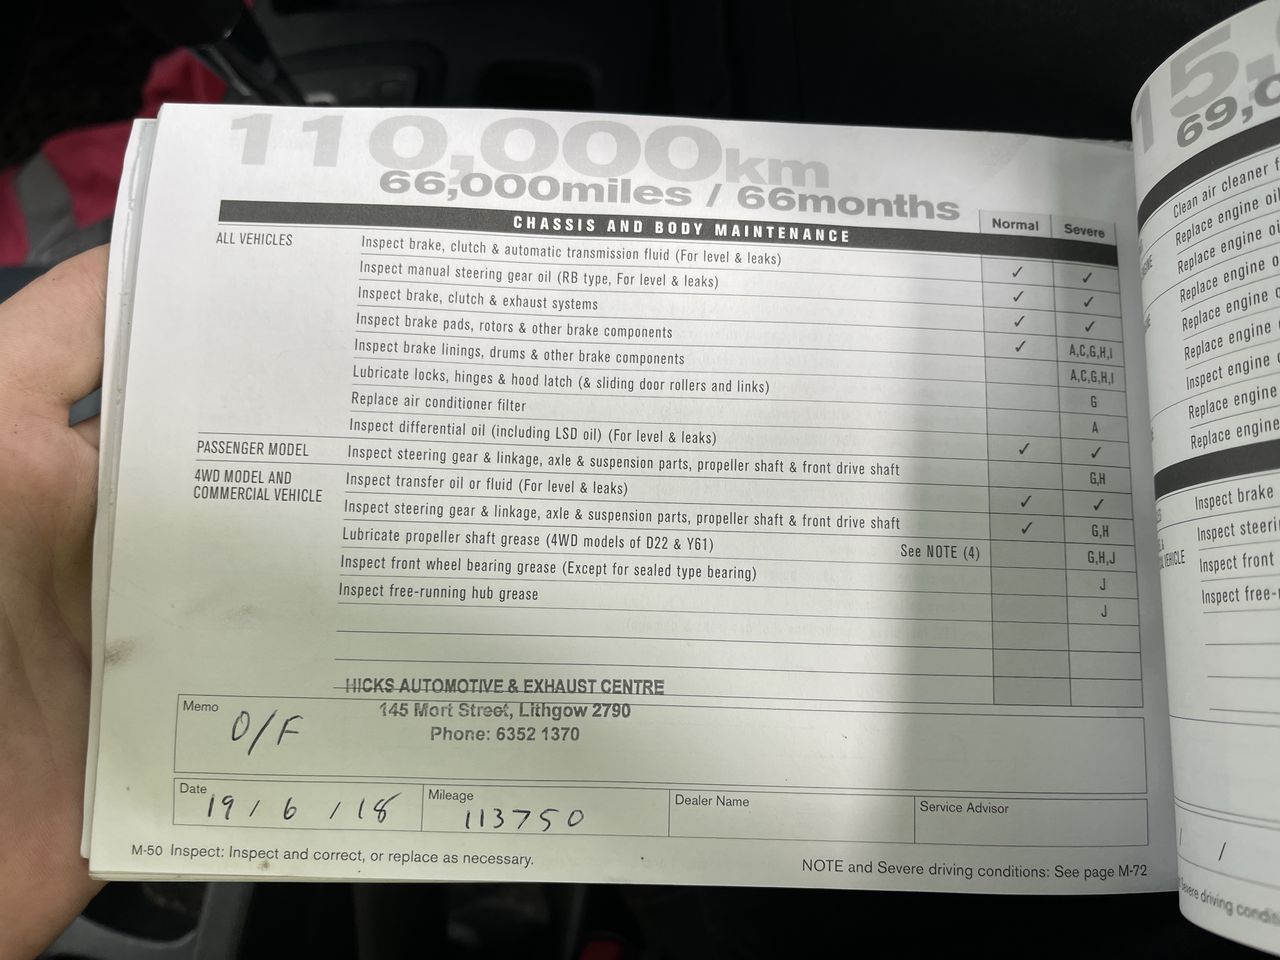 110,000km
66,000miles / 66months
CHASSIS AND BODY MAINTENANCE Normal Severe
ALL VEHICLES Inspect brake, clutch & automatic transmission fluid (For level & leaks) ✓ ✓
Inspect manual steering gear oil (RB type, For level & leaks) ✓ ✓
Inspect brake, clutch & exhaust systems ✓ ✓
Inspect brake pads, rotors & other brake components ✓ A,C,G,H,I
Inspect brake linings, drums & other brake components A,C,G,H,I
Lubricate locks, hinges & hood latch (& sliding door rollers and links) G
Replace air conditioner filter A
Inspect differential oil (including LSD oil) (For level & leaks) ✓ ✓
PASSENGER MODEL Inspect steering gear & linkage, axle & suspension parts, propeller shaft & front drive shaft G,H
4WD MODEL AND Inspect transfer oil or fluid (For level & leaks) ✓ ✓
COMMERCIAL VEHICLE Inspect steering gear & linkage, axle & suspension parts, propeller shaft & front drive shaft ✓ G,H
Lubricate propeller shaft grease (4WD models of D22 & Y61) See NOTE (4) G,H,J
Inspect front wheel bearing grease (Except for sealed type bearing) J
Inspect free-running hub grease J
HICKS AUTOMOTIVE & EXHAUST CENTRE
145 Mort Street, Lithgow 2790
Phone: 6352 1370
Memo O/F
Date 19 / 6 / 18 Mileage 113750 Dealer Name Service Advisor
M-50 Inspect: Inspect and correct, or replace as necessary.
NOTE and Severe driving conditions: See page M-72
15,0
69,0
Clean air cleaner f
Replace engine oil
Replace engine oi
Replace engine o
Replace engine o
Replace engine
Inspect engine
Replace engine
Replace engine
Inspect brake
Inspect steeri
VEHICLE Inspect front
Inspect free-r
/ /
Severe driving condit